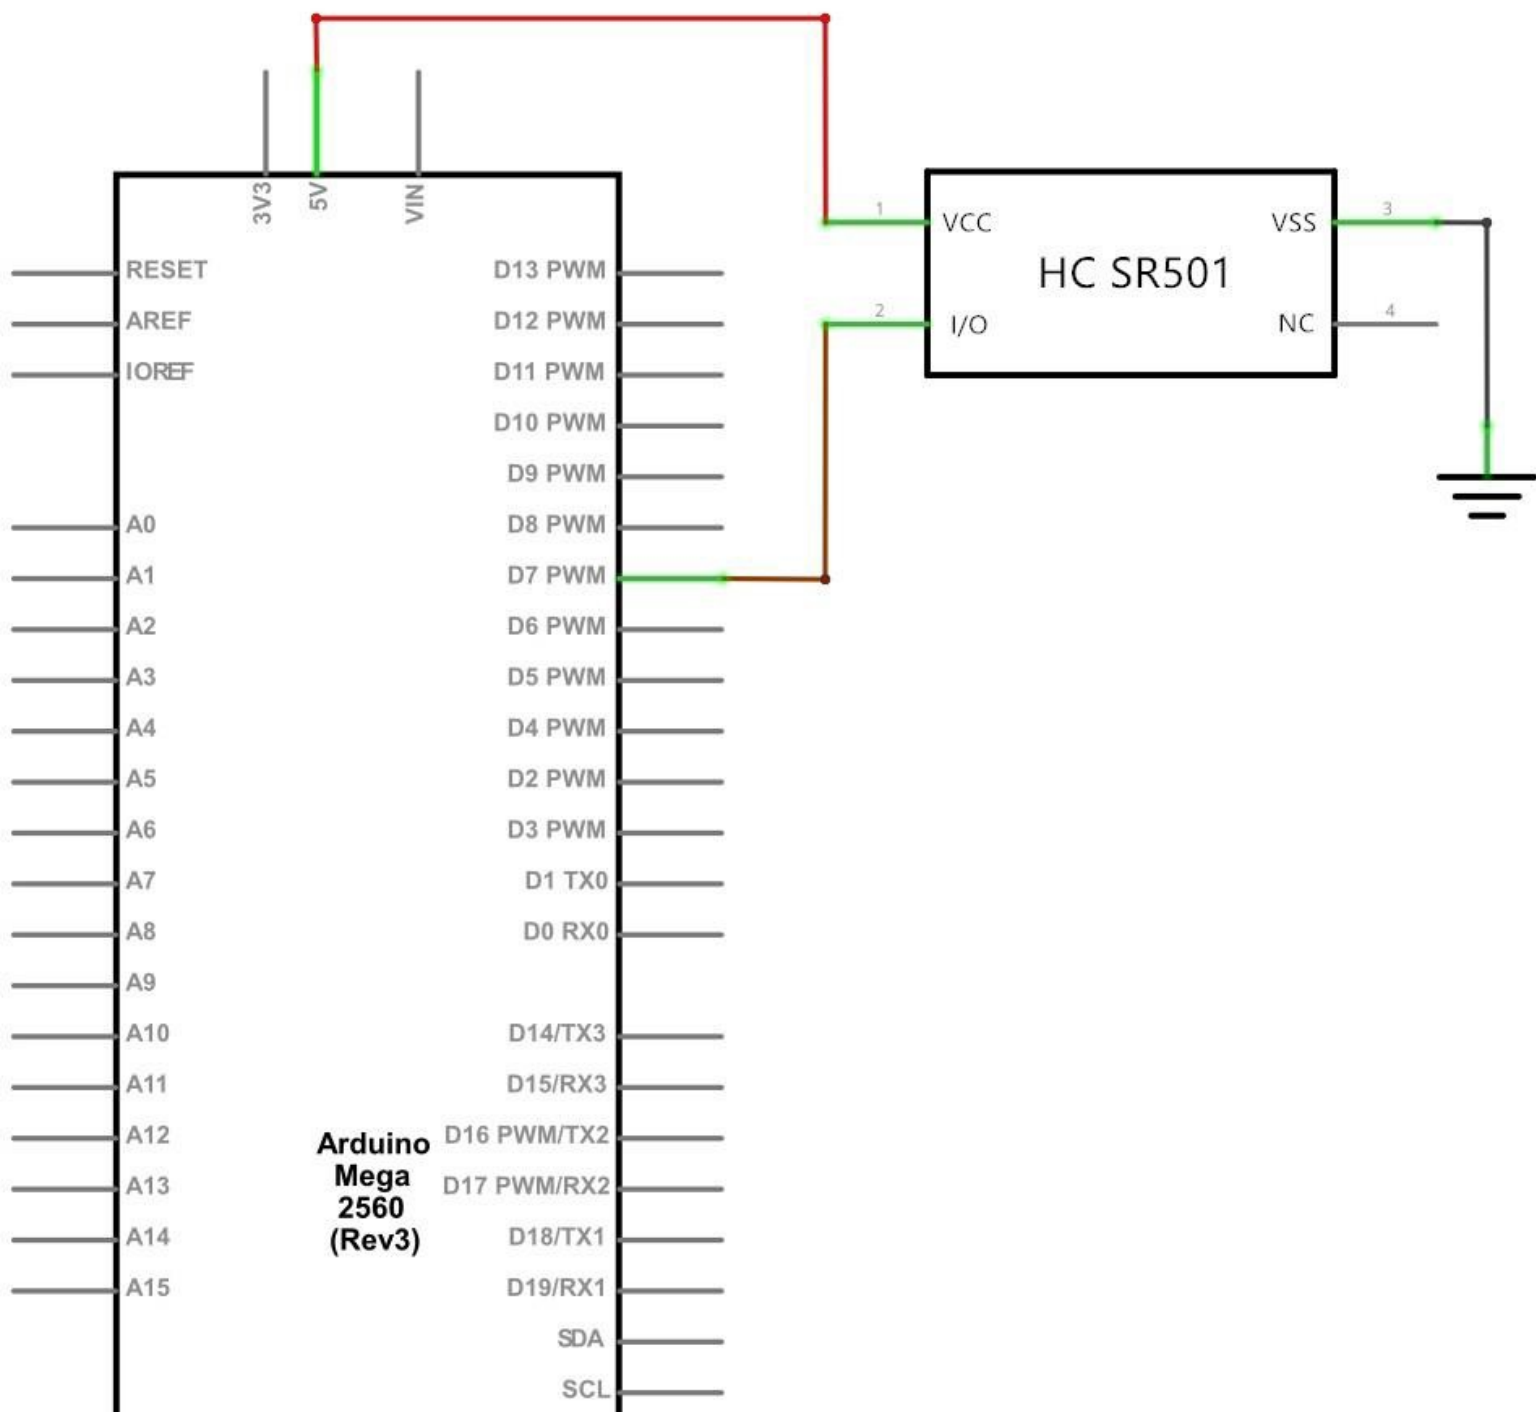 3V3
5V
VIN
RESET
AREF
IOREF
A0
A1
A2
A3
A4
A5
A6
A7
A8
A9
A10
A11
A12
A13
A14
A15
D13 PWM
D12 PWM
D11 PWM
D10 PWM
D9 PWM
D8 PWM
D7 PWM
D6 PWM
D5 PWM
D4 PWM
D2 PWM
D3 PWM
D1 TX0
D0 RX0
D14/TX3
D15/RX3
D16 PWM/TX2
D17 PWM/RX2
D18/TX1
D19/RX1
SDA
SCL
Arduino
Mega
2560
(Rev3)
1
VCC
2
I/O
HC SR501
VSS
3
NC
4